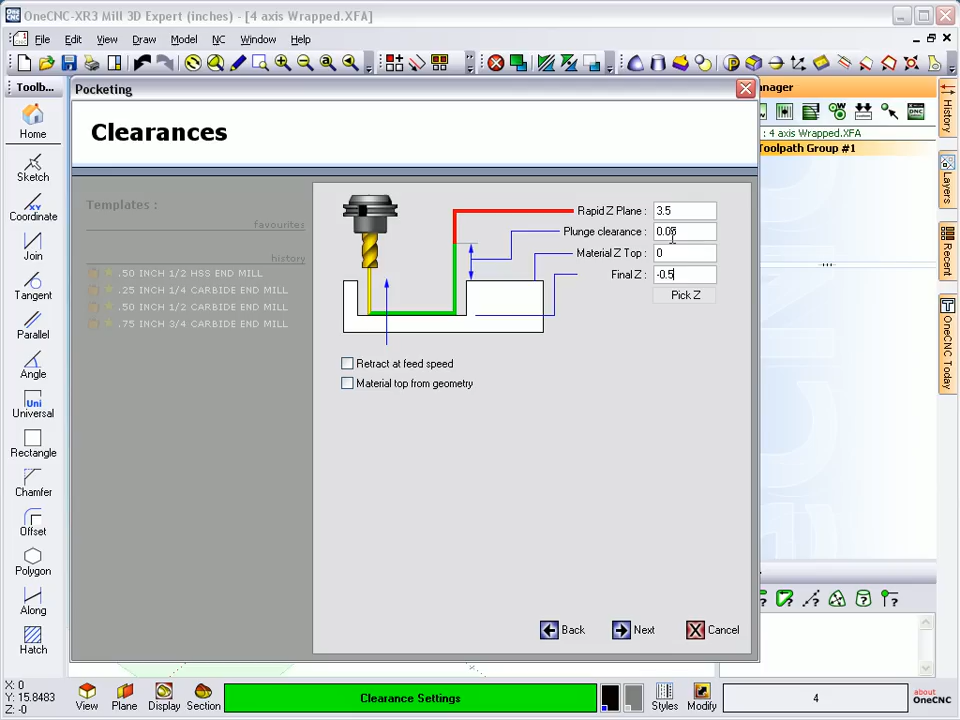 OneCNC-XR3 Mill 3D Expert (inches) - [4 axis Wrapped.XFA]
File Edit View Draw Model NC Window Help
Toolb...
Home
Sketch
Coordinate
Join
Tangent
Parallel
Angle
Uni
Universal
Rectangle
Chamfer
Offset
Polygon
Along
Hatch
Pocketing
Clearances
Templates :
favourites
history
.50 INCH 1/2 HSS END MILL
.25 INCH 1/4 CARBIDE END MILL
.50 INCH 1/2 CARBIDE END MILL
.75 INCH 3/4 CARBIDE END MILL
Rapid Z Plane : 3.5
Plunge clearance : 0.05
Material Z Top : 0
Final Z : -0.5
Pick Z
Retract at feed speed
Material top from geometry
Back Next Cancel
anager
: 4 axis Wrapped.XFA
Toolpath Group #1
History
Layers
Recent
OneCNC Today
X: 0
Y: 15.8483
Z: -0
View Plane Display Section
Clearance Settings
Styles Modify
4
about
OneCNC